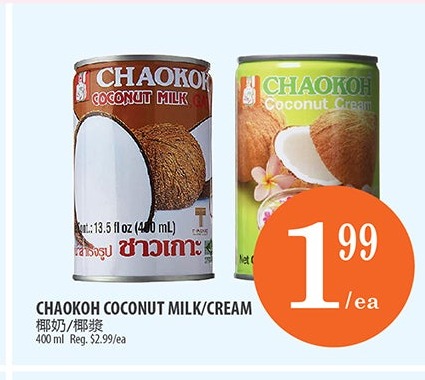 CHAOKOH
COCONUT MILK
13.5 fl oz (400 mL)
ชาวเกาะ
CHAOKOH
Coconut Cream
Net
1.99
/ea
CHAOKOH COCONUT MILK/CREAM
椰奶/椰漿
400 ml Reg. $2.99/ea